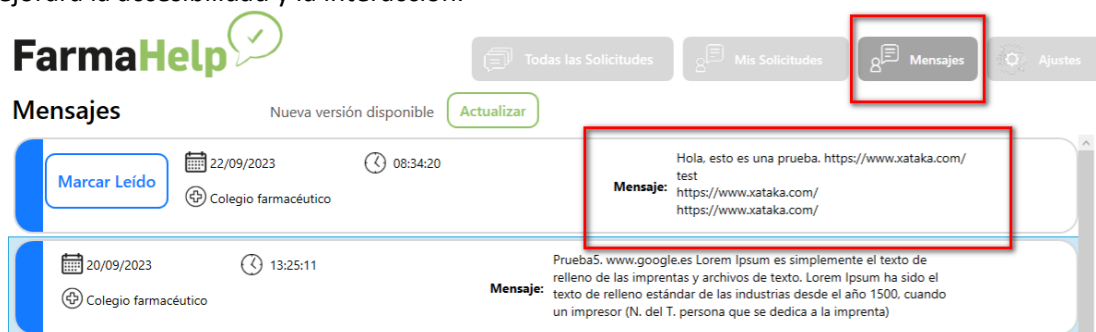 ejorará la accesibilidad y la interacción.
FarmaHelp
Todas las Solicitudes
Mis Solicitudes
Mensajes
Ajustes
Mensajes
Nueva versión disponible
Actualizar
Marcar Leído
22/09/2023
08:34:20
Colegio farmacéutico
Mensaje:
Hola, esto es una prueba. https://www.xataka.com/
test
https://www.xataka.com/
https://www.xataka.com/
20/09/2023
13:25:11
Colegio farmacéutico
Mensaje:
Prueba5. www.google.es Lorem Ipsum es simplemente el texto de
relleno de las imprentas y archivos de texto. Lorem Ipsum ha sido el
texto de relleno estándar de las industrias desde el año 1500, cuando
un impresor (N. del T. persona que se dedica a la imprenta)